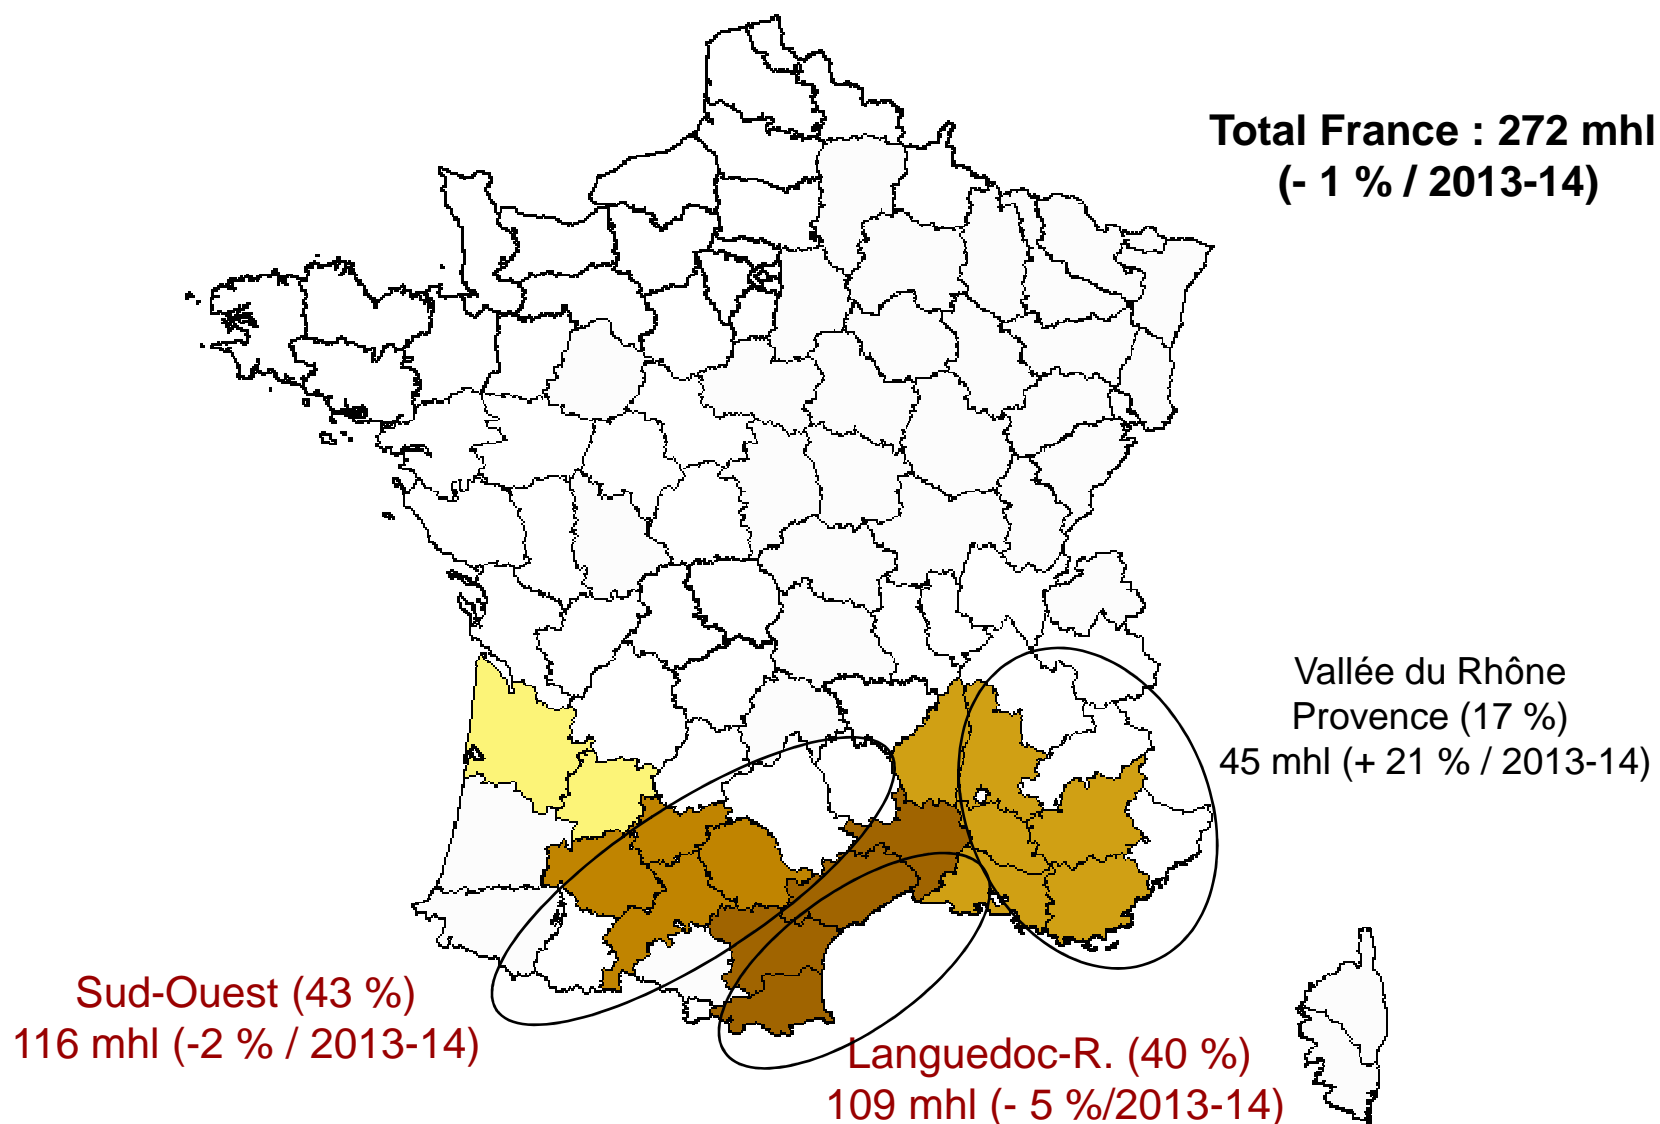 Total France : 272 mhl
(- 1 % / 2013-14)
Vallée du Rhône
Provence (17 %)
45 mhl (+ 21 % / 2013-14)
Sud-Ouest (43 %)
116 mhl (-2 % / 2013-14)
Languedoc-R. (40 %)
109 mhl (- 5 %/2013-14)